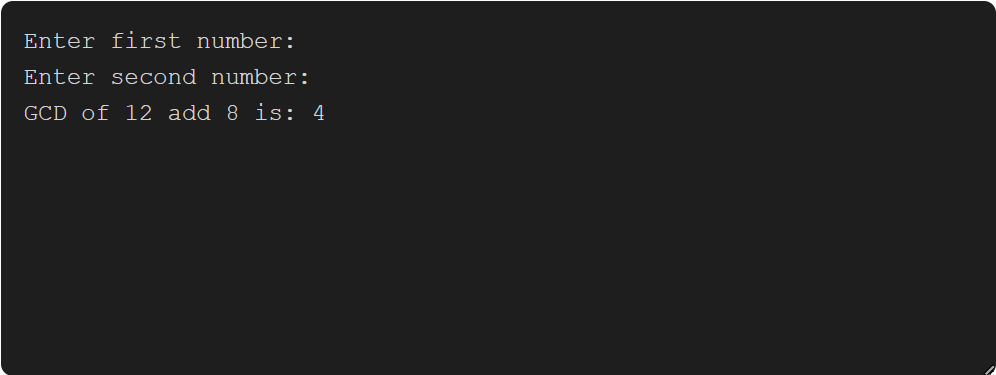 Enter first number:
Enter second number:
GCD of 12 add 8 is: 4